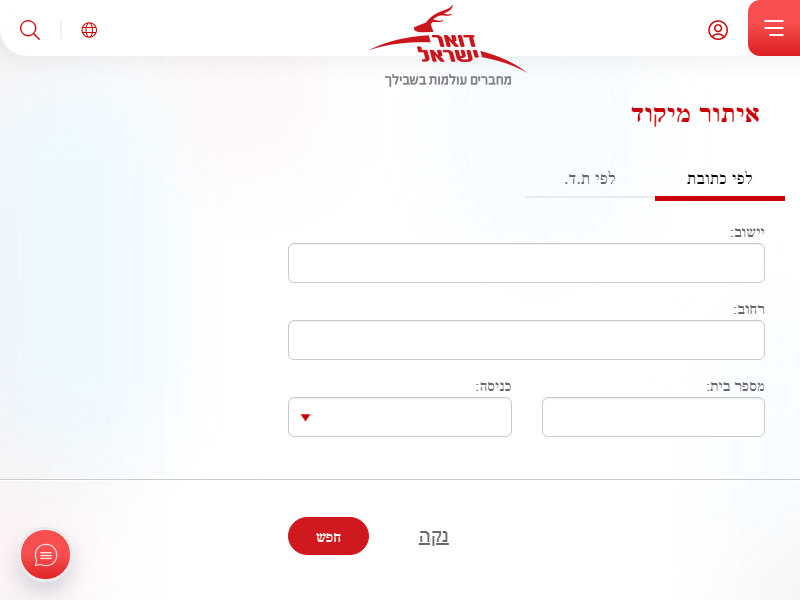 דואר
ישראל
מחברים עולמות בשבילך
איתור מיקוד
לפי כתובת
לפי ת.ד.
יישוב:
רחוב:
מספר בית:
כניסה:
נקה
חפש